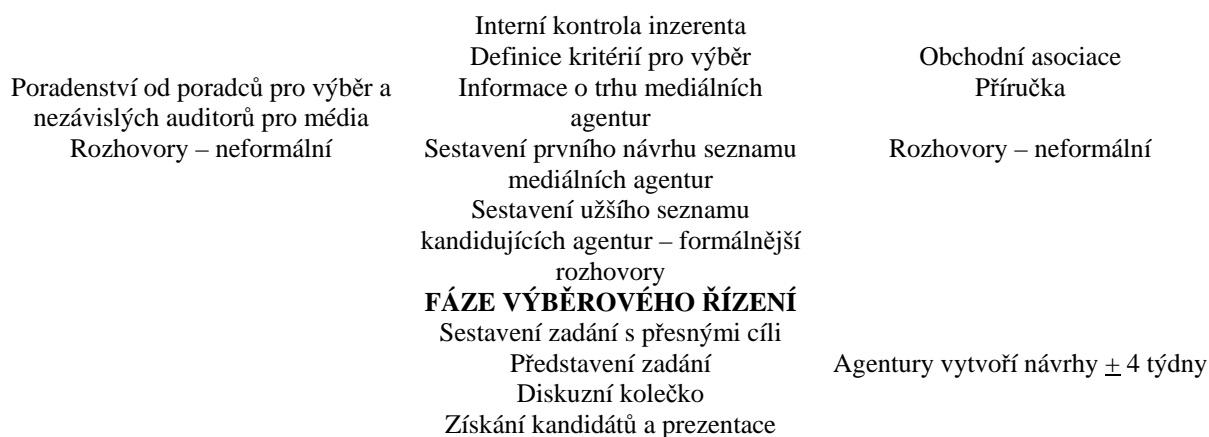 Interní kontrola inzerenta
Definice kritérií pro výběr
Obchodní asociace
Poradenství od poradců pro výběr a
Informace o trhu mediálních
Příručka
nezávislých auditorů pro média
agentur
Rozhovory – neformální
Sestavení prvního návrhu seznamu
Rozhovory – neformální
mediálních agentur
Sestavení užšího seznamu
kandidujících agentur – formálnější
rozhovory
FÁZE VÝBĚROVÉHO ŘÍZENÍ
Sestavení zadání s přesnými cíli
Představení zadání
Agentury vytvoří návrhy + 4 týdny
Diskuzní kolečko
Získání kandidátů a prezentace